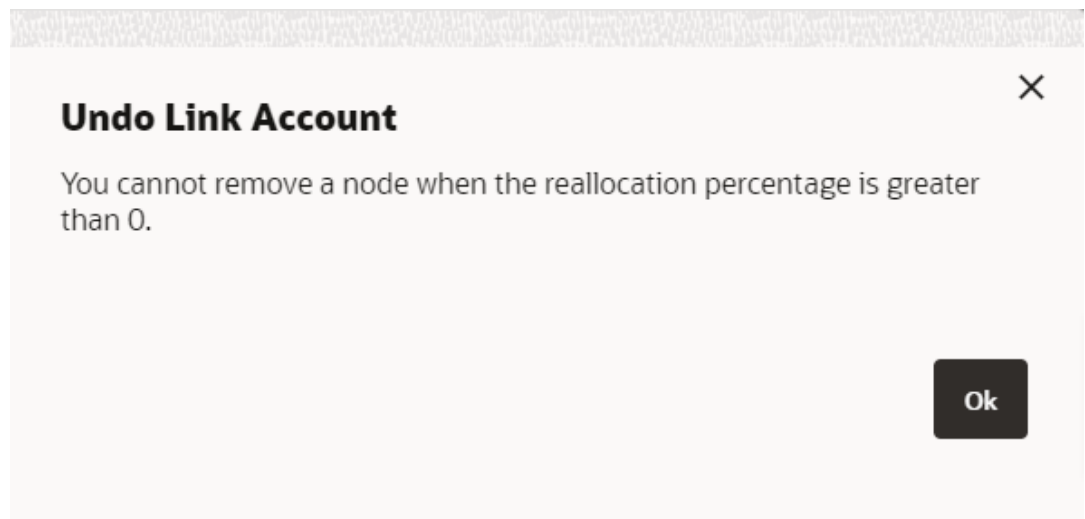 Undo Link Account
You cannot remove a node when the reallocation percentage is greater
than 0.
Ok